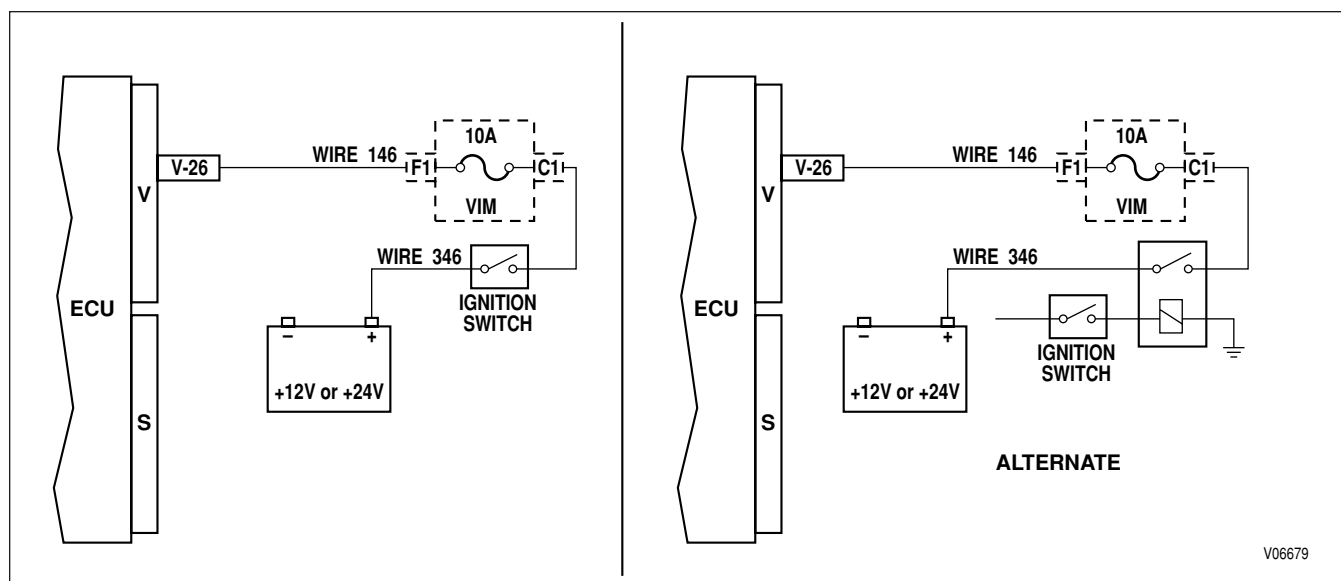 10A
WIRE 146
V-26
F1
C1
V
VIM
WIRE 346
ECU
IGNITION
SWITCH
– +
+12V or +24V
S
10A
WIRE 146
V-26
F1
C1
V
VIM
WIRE 346
ECU
IGNITION
SWITCH
– +
+12V or +24V
S
ALTERNATE
V06679